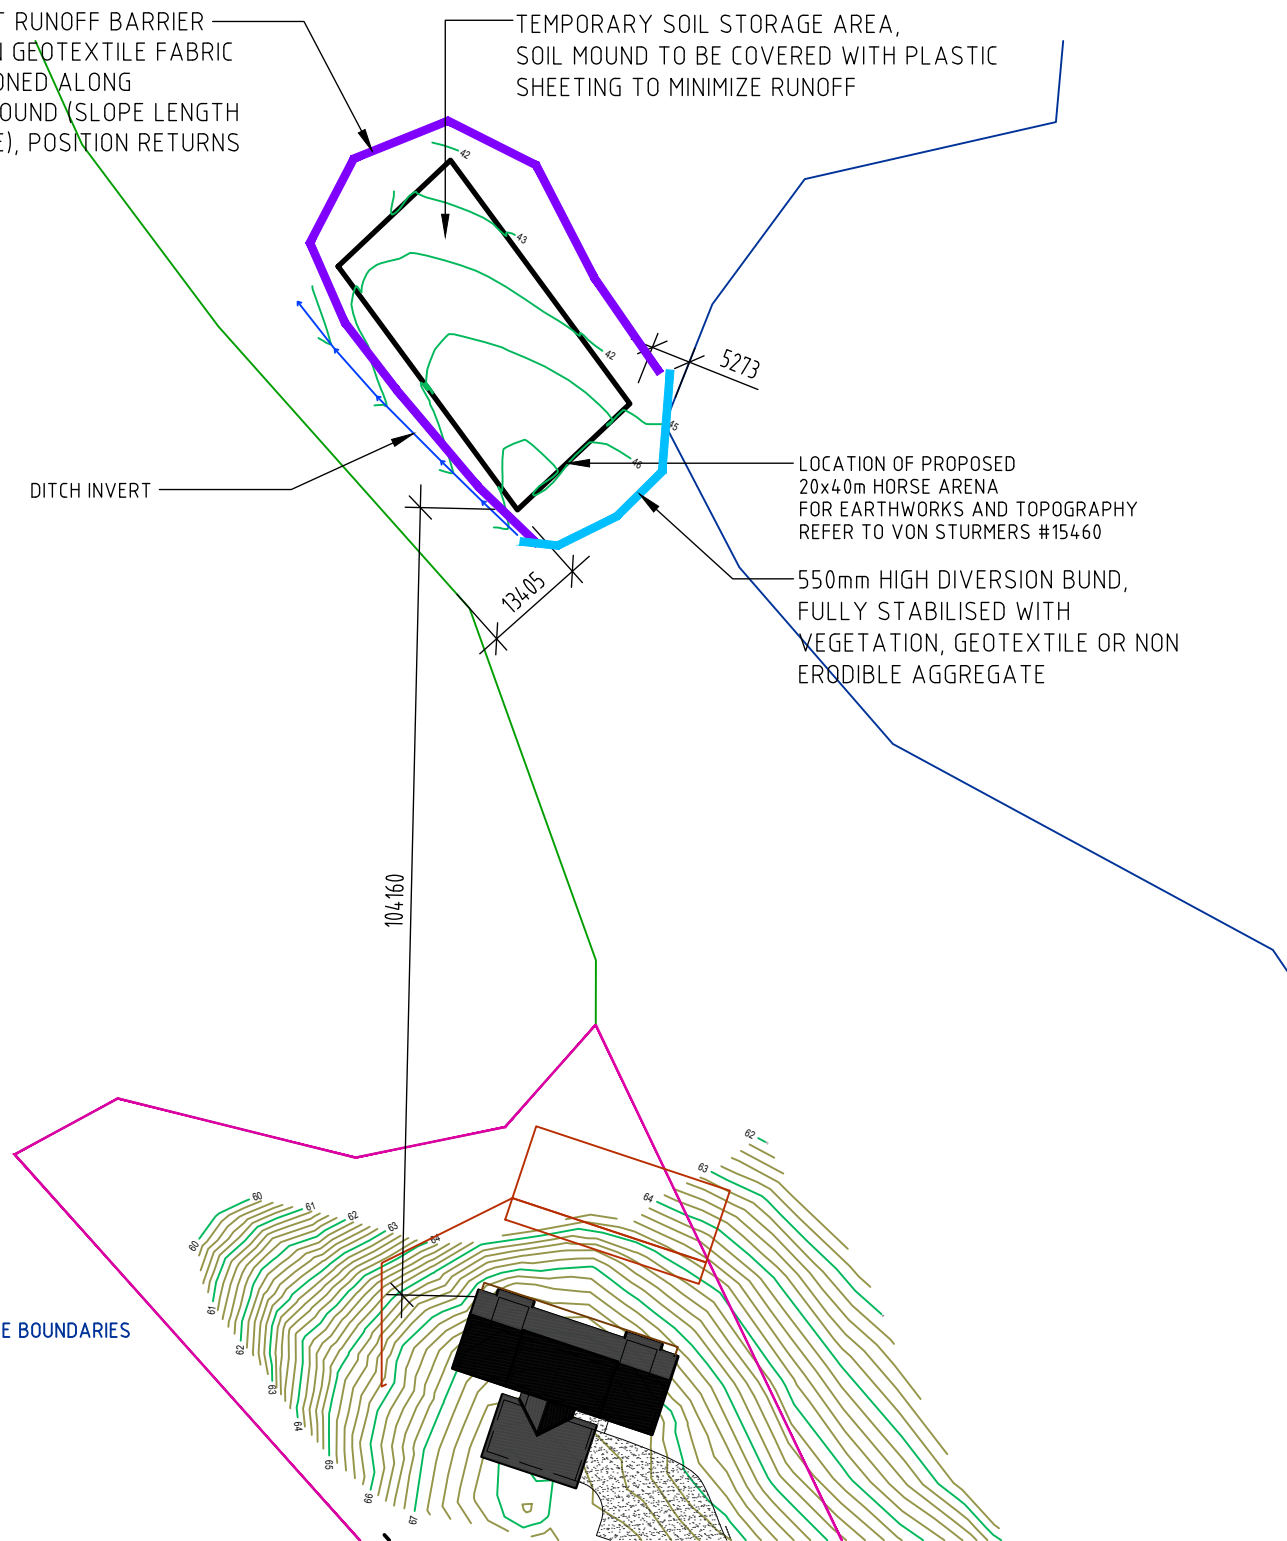 T RUNOFF BARRIER
N GEOTEXTILE FABRIC
ONED ALONG
OUND (SLOPE LENGTH
E), POSITION RETURNS
TEMPORARY SOIL STORAGE AREA,
SOIL MOUND TO BE COVERED WITH PLASTIC
SHEETING TO MINIMIZE RUNOFF
42
43
42
5273
45
46
LOCATION OF PROPOSED
20x40m HORSE ARENA
FOR EARTHWORKS AND TOPOGRAPHY
REFER TO VON STURMERS #15460
DITCH INVERT
550mm HIGH DIVERSION BUND,
FULLY STABILISED WITH
VEGETATION, GEOTEXTILE OR NON
ERODIBLE AGGREGATE
13405
104160
62
63
64
60
61
62
63
64
60
61
62
63
64
65
66
67
E BOUNDARIES